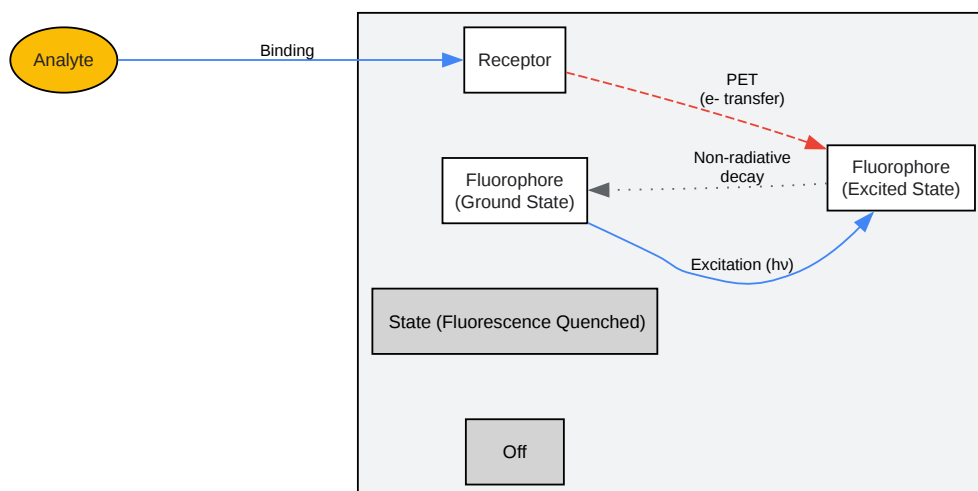 Analyte
Binding
Receptor
PET
(e- transfer)
Non-radiative
decay
Fluorophore
(Excited State)
Fluorophore
(Ground State)
Excitation (hν)
State (Fluorescence Quenched)
Off